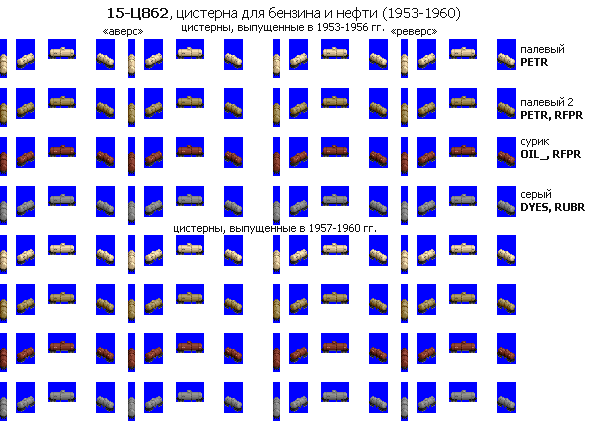 15-Ц862, цистерна для бензина и нефти (1953-1960)
цистерны, выпущенные в 1953-1956 гг.
«аверс»
«реверс»
палевый
PETR
палевый 2
PETR, RFPR
сурик
OIL_, RFPR
серый
DYES, RUBR
цистерны, выпущенные в 1957-1960 гг.